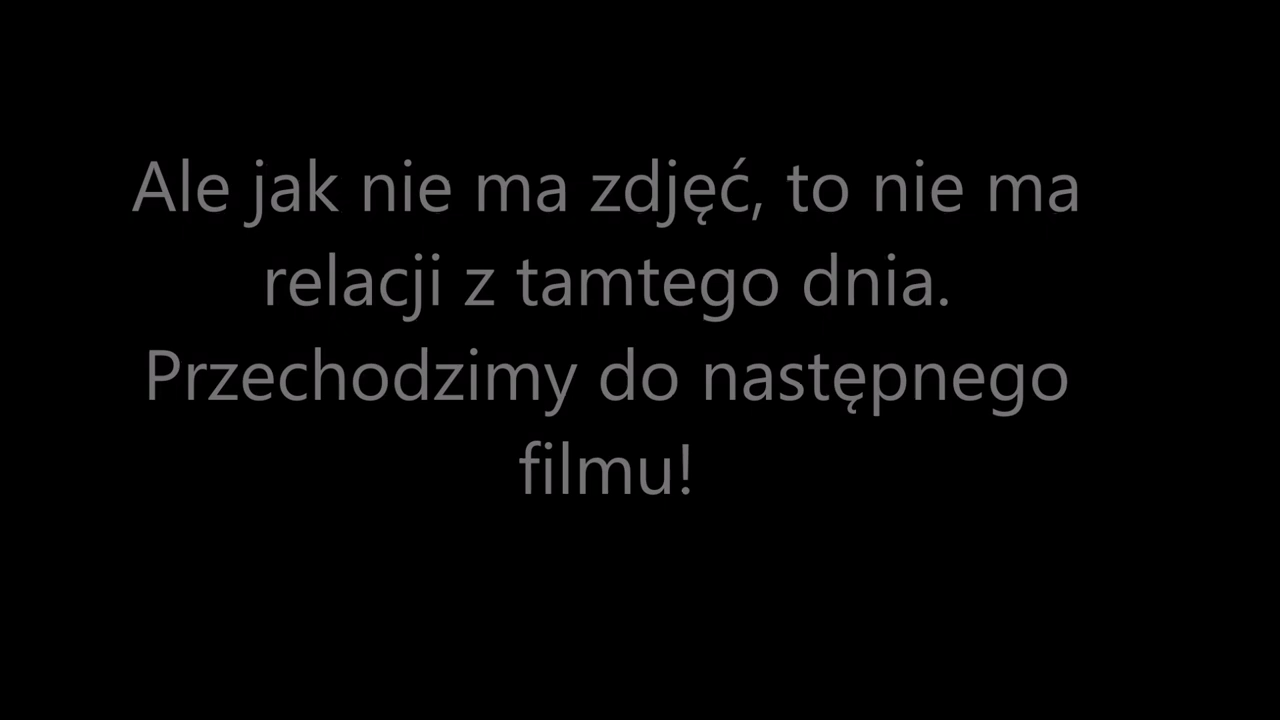 Ale jak nie ma zdjęć, to nie ma
relacji z tamtego dnia.
Przechodzimy do następnego
filmu!